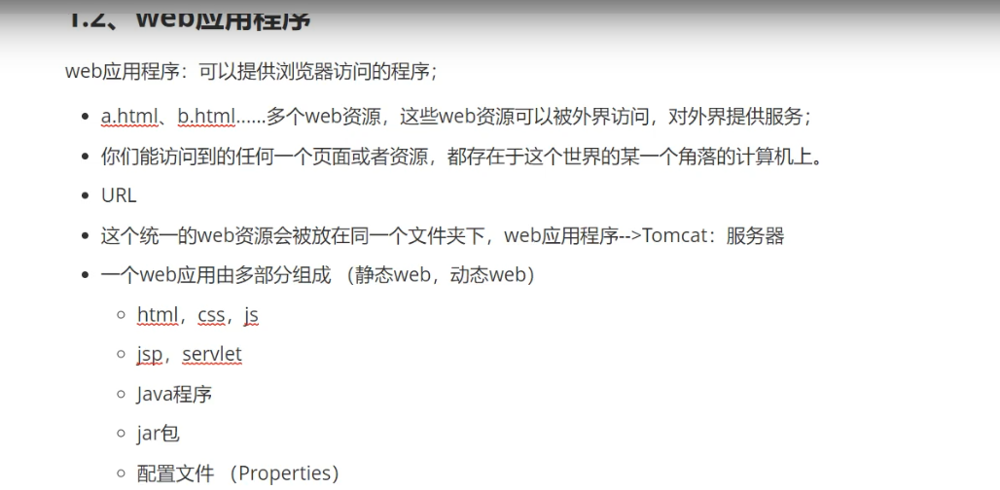 1.2、web应用程序
web应用程序：可以提供浏览器访问的程序；
a.html、b.html......多个web资源，这些web资源可以被外界访问，对外界提供服务；
你们能访问到的任何一个页面或者资源，都存在于这个世界的某一个角落的计算机上。
URL
这个统一的web资源会被放在同一个文件夹下，web应用程序-->Tomcat：服务器
一个web应用由多部分组成 （静态web，动态web）
html，css，js
jsp，servlet
Java程序
jar包
配置文件 （Properties）